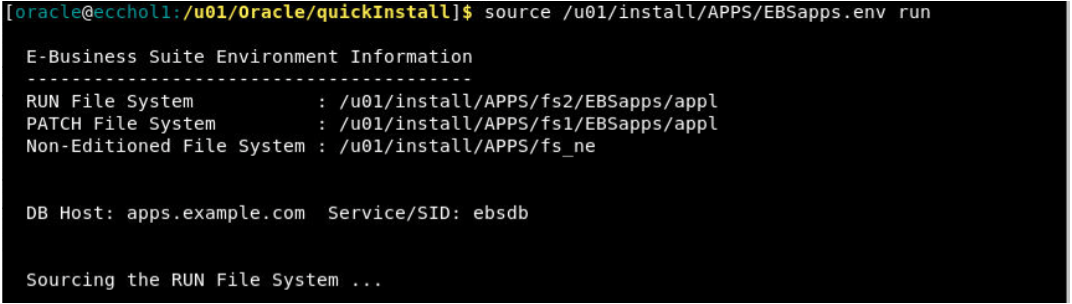 [oracle@ecchol1:/u01/Oracle/quickInstall]$ source /u01/install/APPS/EBSapps.env run
E-Business Suite Environment Information
----------------------------------------
RUN File System           : /u01/install/APPS/fs2/EBSapps/appl
PATCH File System         : /u01/install/APPS/fs1/EBSapps/appl
Non-Editioned File System : /u01/install/APPS/fs_ne
DB Host: apps.example.com  Service/SID: ebsdb
Sourcing the RUN File System ...